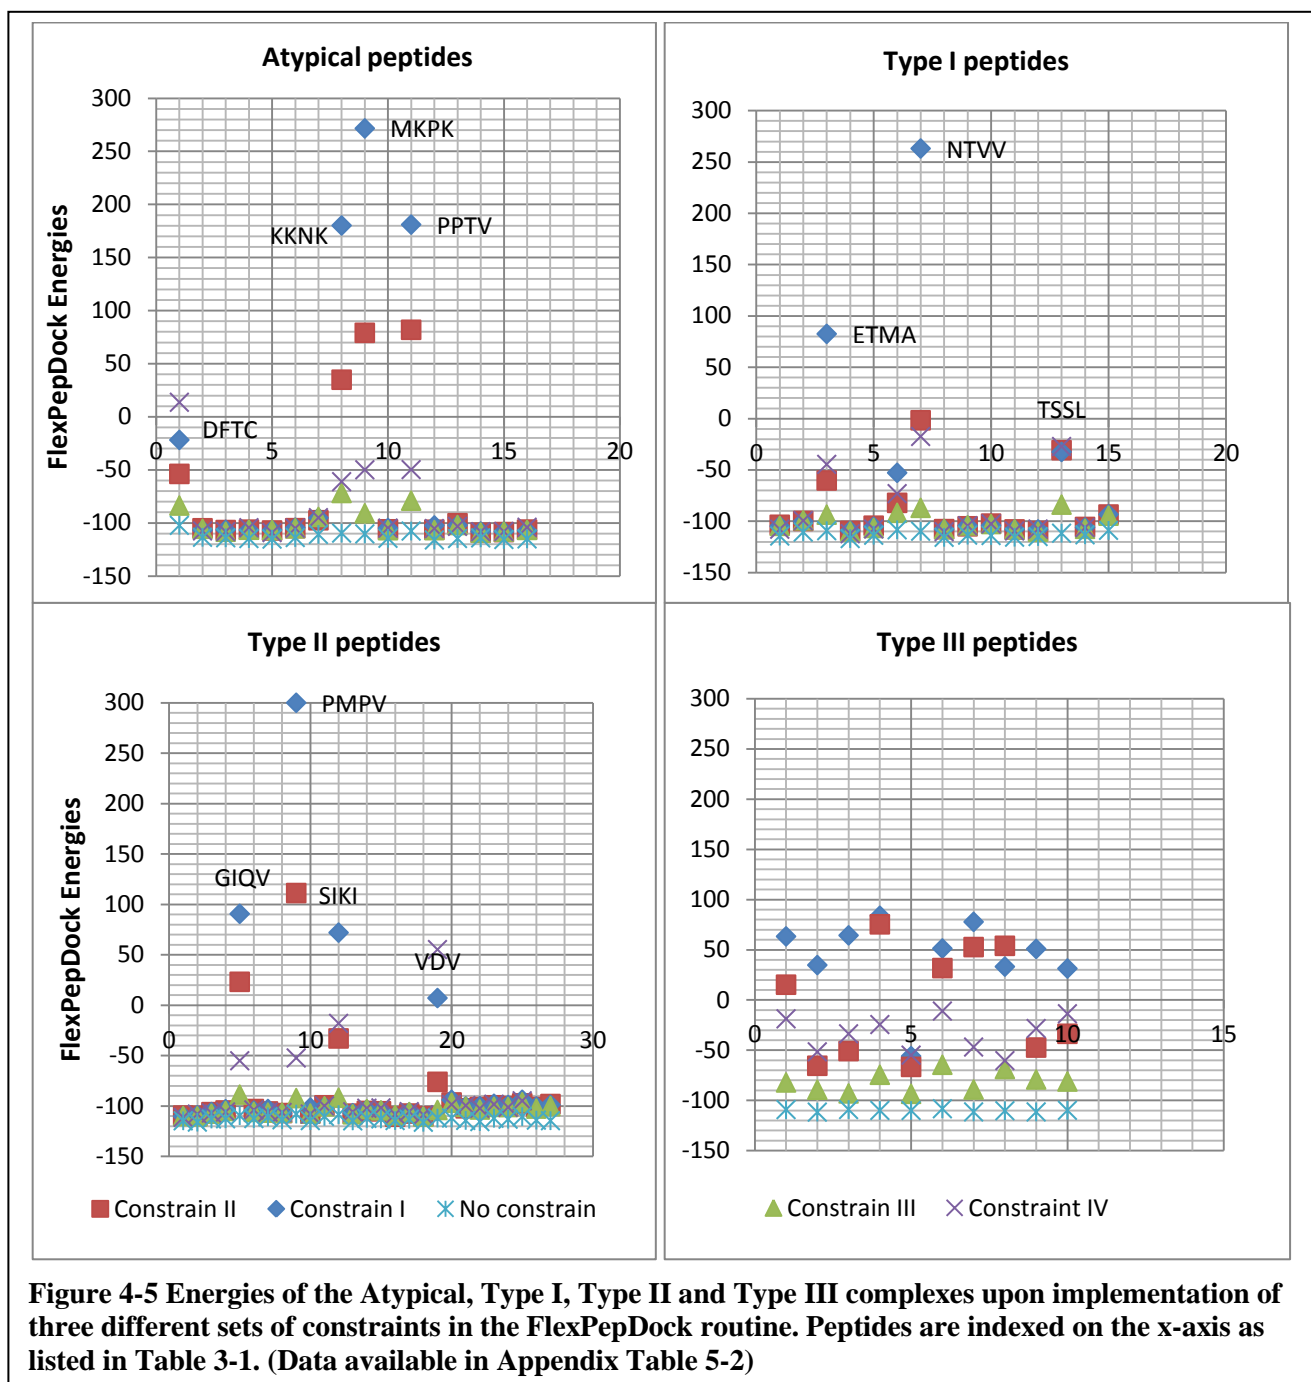 Atypical peptides
300
250
200
150
100
50
0
-50
-100
-150
0
5
10
15
20
FlexPepDock Energies
MKPK
KKNK
PPTV
DFTC
Type I peptides
300
250
200
150
100
50
0
-50
-100
-150
0
5
10
15
20
NTVV
ETMA
TSSL
Type II peptides
300
250
200
150
100
50
0
-50
-100
-150
0
10
20
30
FlexPepDock Energies
PMPV
GIQV
SIKI
VDV
Constrain II
Constrain I
No constrain
Type III peptides
300
250
200
150
100
50
0
-50
-100
-150
0
5
10
15
Constrain III
Constraint IV
Figure 4-5 Energies of the Atypical, Type I, Type II and Type III complexes upon implementation of
three different sets of constraints in the FlexPepDock routine. Peptides are indexed on the x-axis as
listed in Table 3-1. (Data available in Appendix Table 5-2)